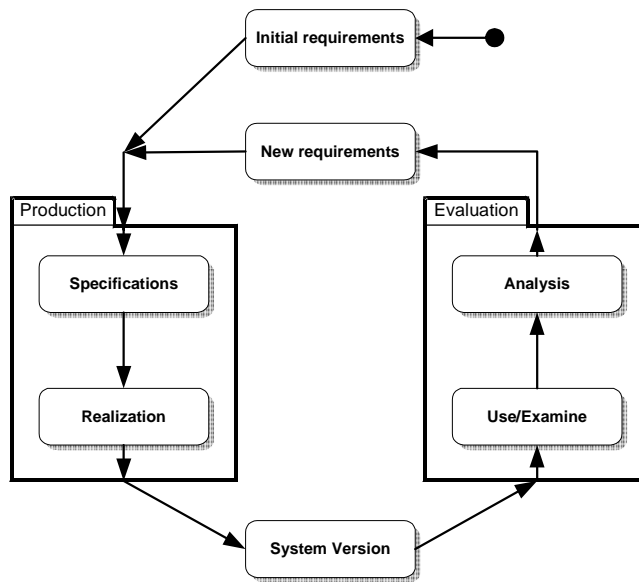 Initial requirements
New requirements
Production
Evaluation
Specifications
Analysis
Realization
Use/Examine
System Version